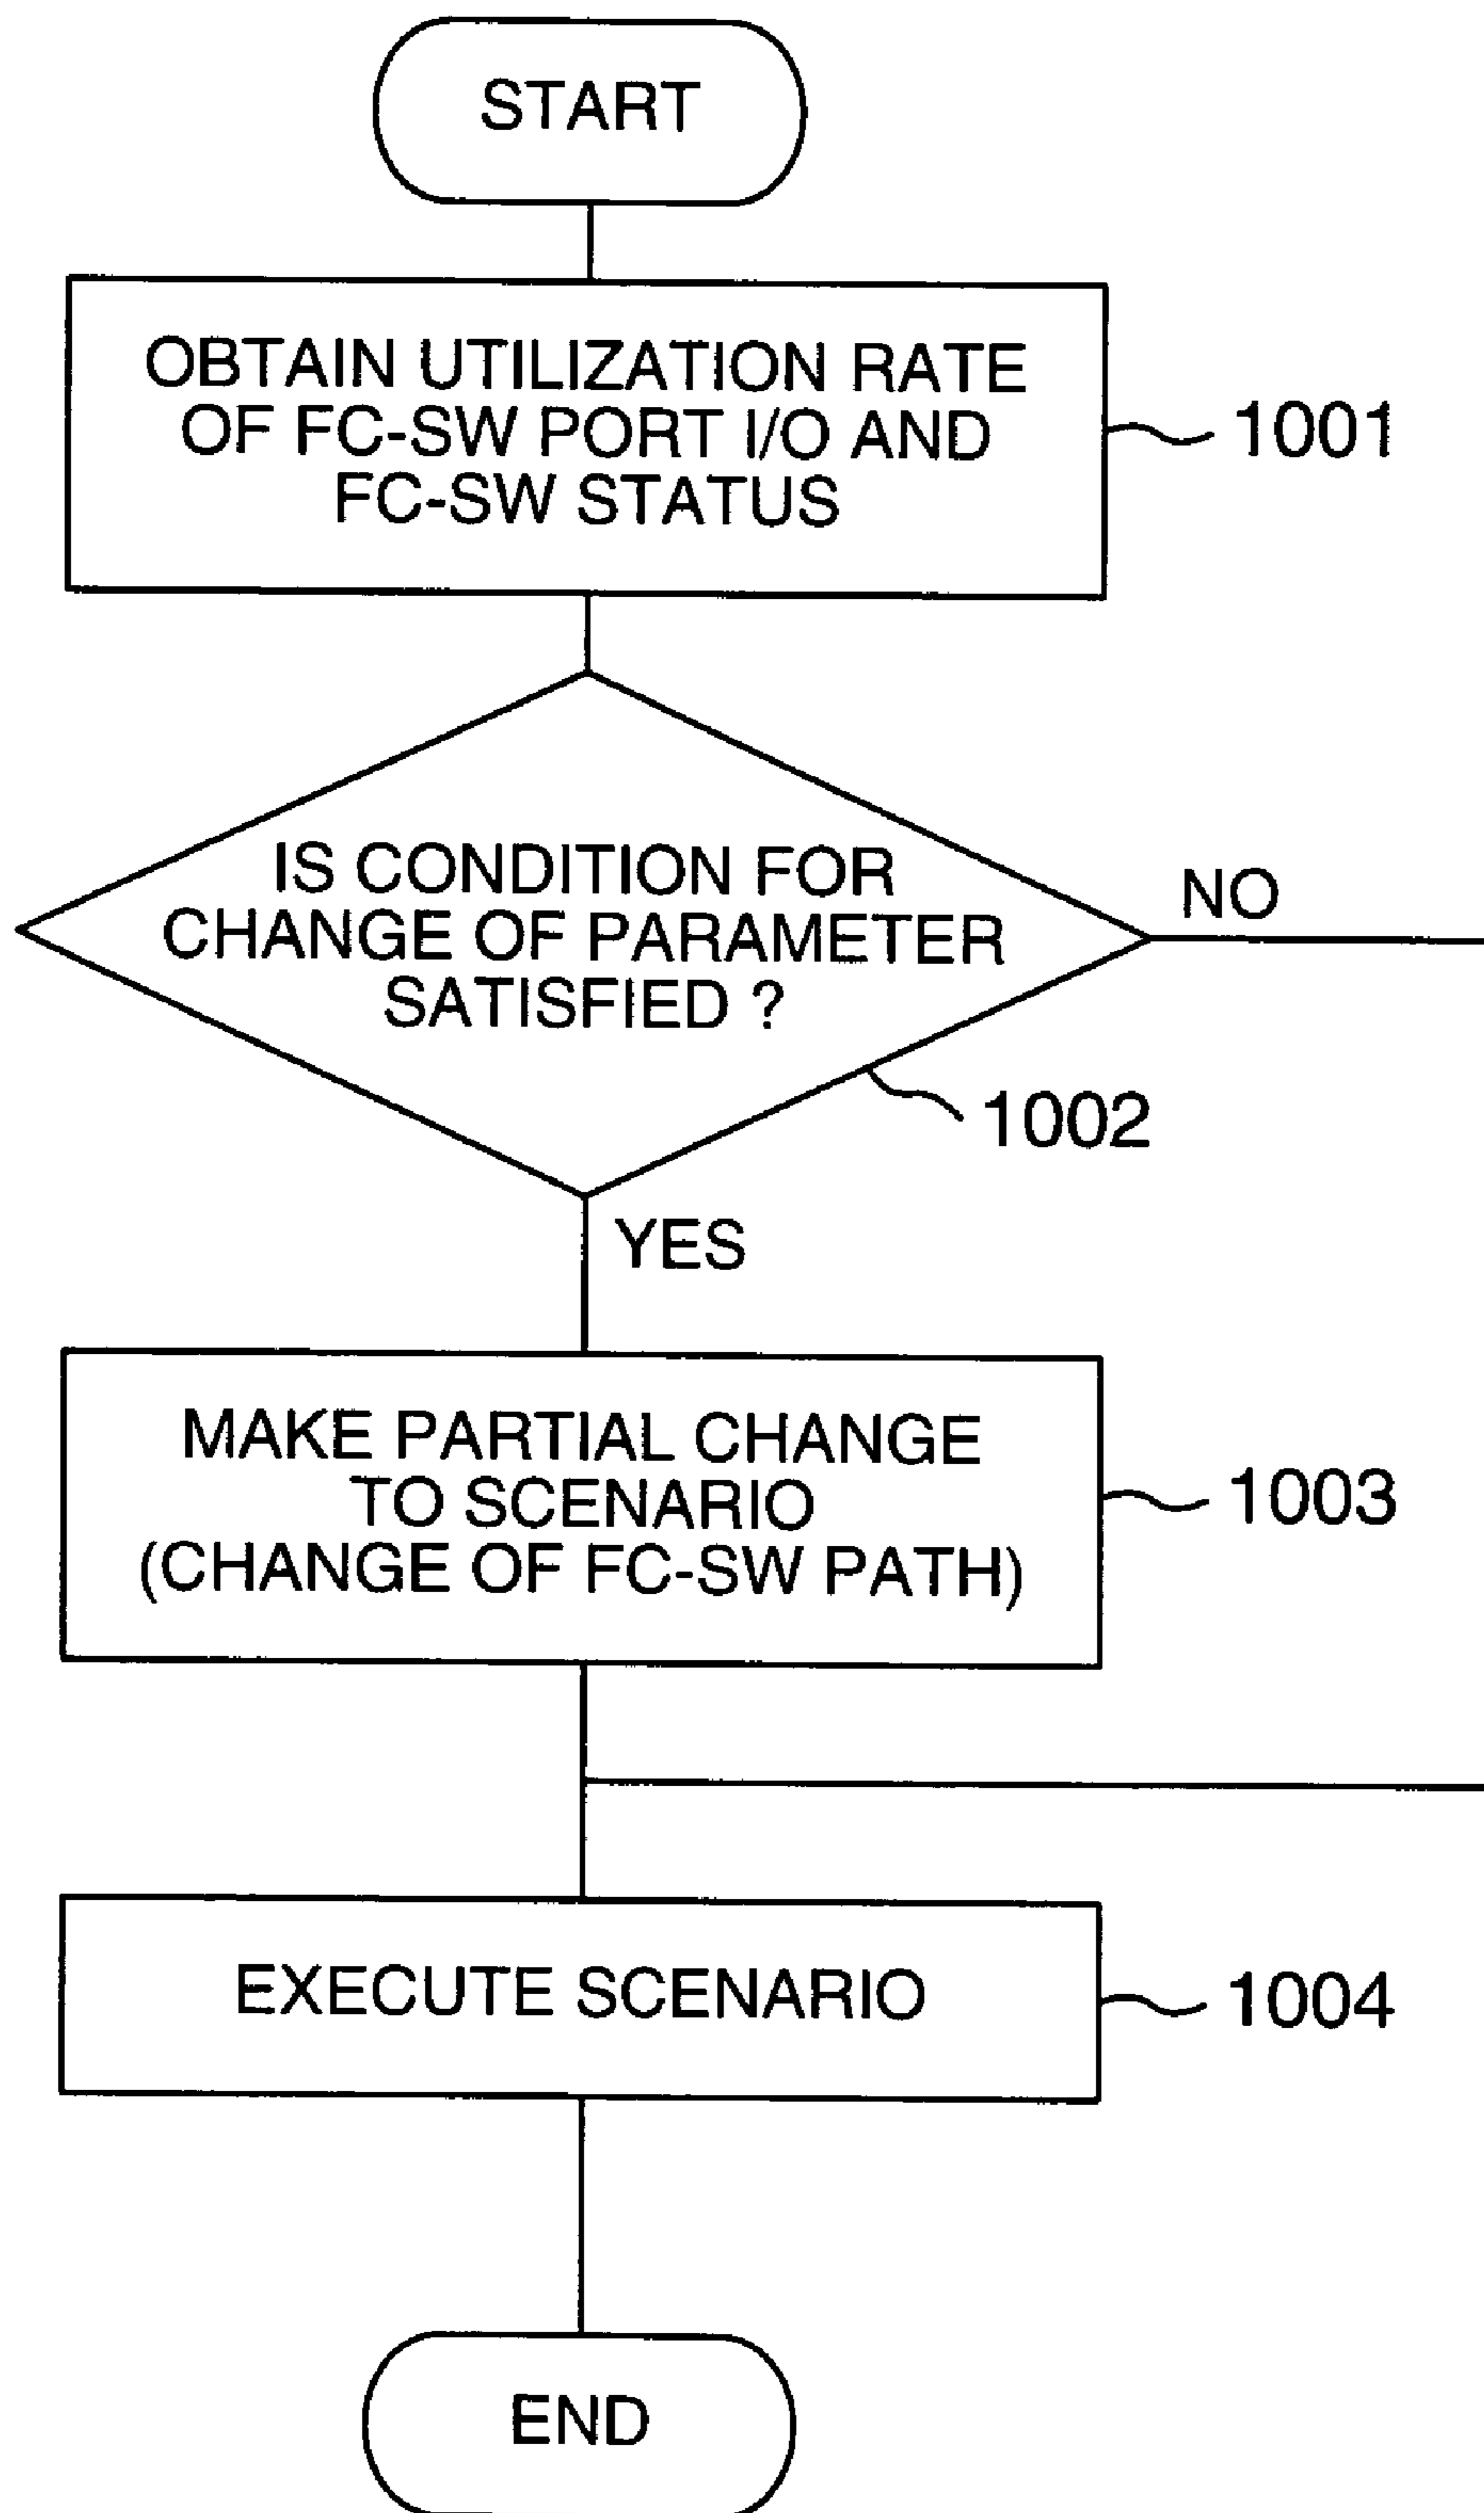 START
OBTAIN UTILIZATION RATE
OF FC-SW PORT I/O AND
FC-SW STATUS
1001
IS CONDITION FOR
CHANGE OF PARAMETER
SATISFIED ?
NO
1002
YES
MAKE PARTIAL CHANGE
TO SCENARIO
(CHANGE OF FC-SW PATH)
1003
EXECUTE SCENARIO
1004
END